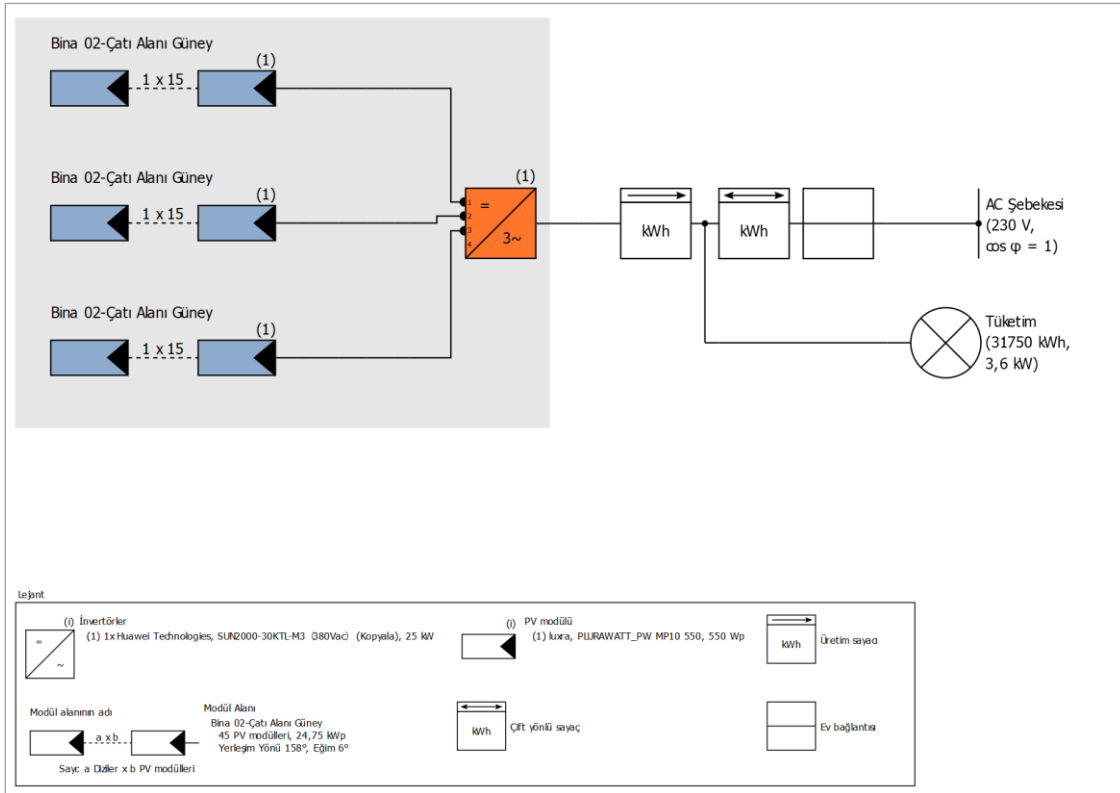 Bina 02-Çatı Alanı Güney
(1)
1 x 15
Bina 02-Çatı Alanı Güney
(1)
1 x 15
(1)
1
2
3
4
=
3~
kWh
kWh
AC Şebekesi
(230 V,
cos φ = 1)
Bina 02-Çatı Alanı Güney
(1)
1 x 15
Tüketim
(31750 kWh,
3,6 kW)
Lejant
(i) İnvertörler
(1) 1x Huawei Technologies, SUN2000-30KTL-M3 (380Vac) (Kopyala), 25 kW
=
~
(i) PV modülü
(1) luxra, PLURAWATT_PW MP10 550, 550 Wp
kWh
Üretim sayacı
Modül alanının adı
a x b
Sayı: a Diziler x b PV modülleri
Modül Alanı
Bina 02-Çatı Alanı Güney
45 PV modülleri, 24,75 kWp
Yerleşim Yönü 158°, Eğim 6°
kWh
Çift yönlü sayaç
Ev bağlantısı